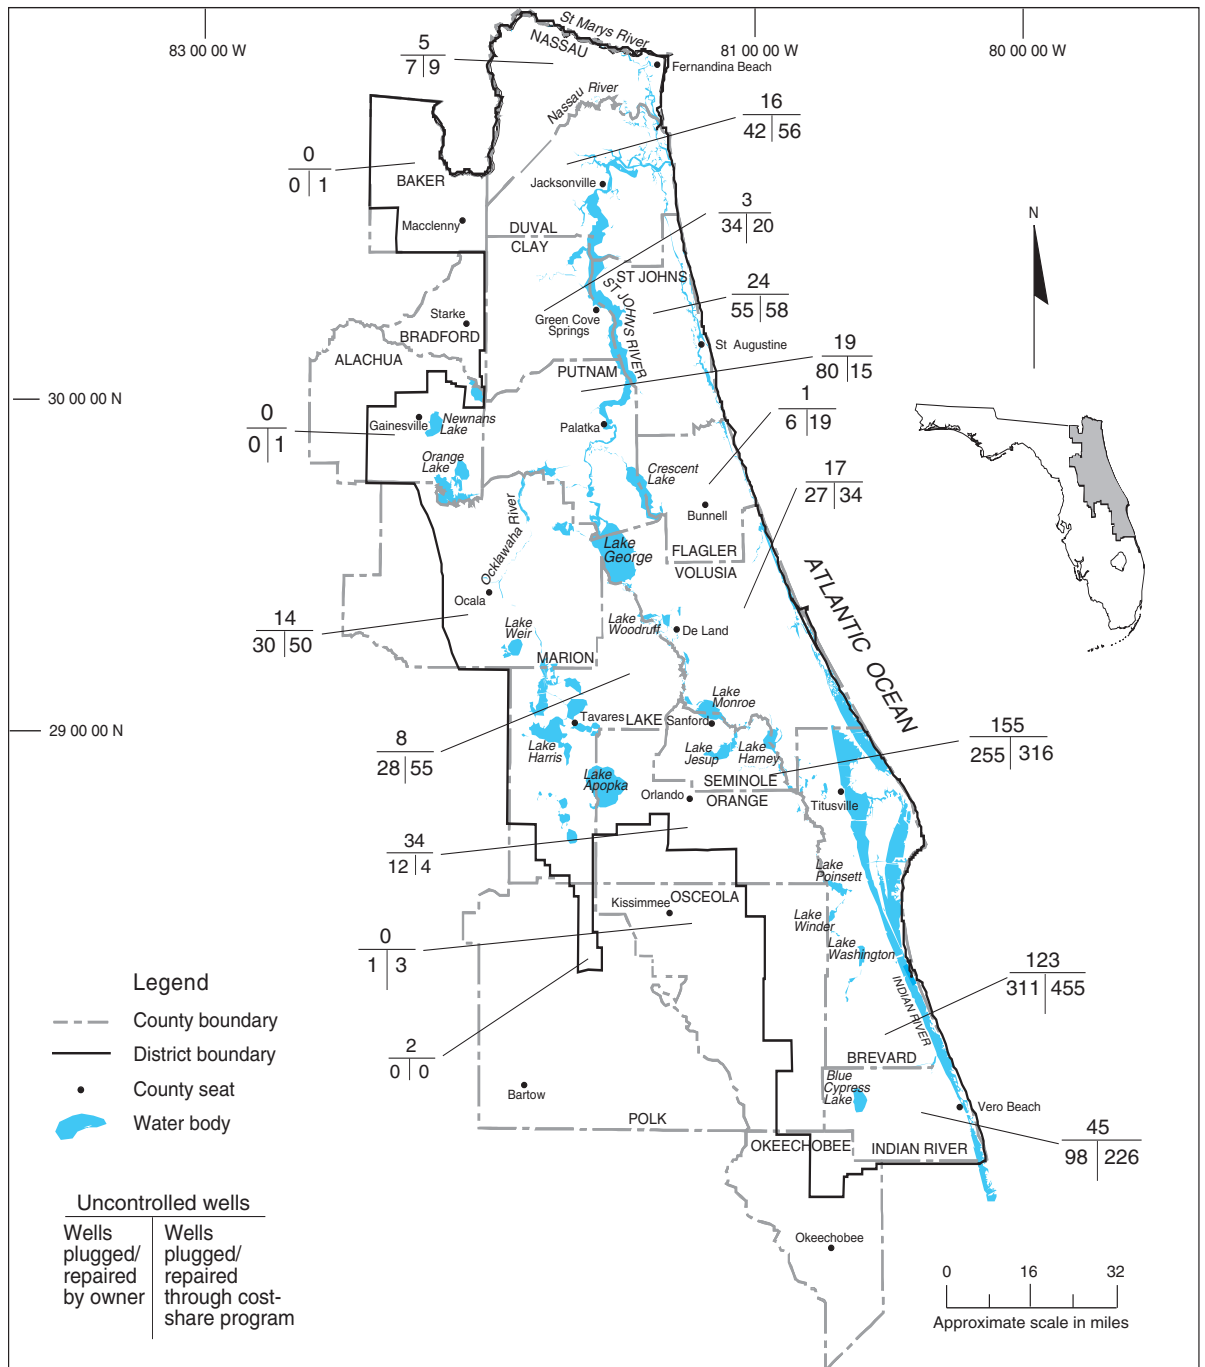 83 00 00 W
81 00 00 W
80 00 00 W
St Marys River
NASSAU
Fernandina Beach
5
7 9
Nassau River
16
42 56
0
0 1
BAKER
Jacksonville
Macclenny
3
34 20
N
DUVAL
CLAY
ST JOHNS
ST JOHNS RIVER
24
55 58
Starke
BRADFORD
Green Cove
Springs
St Augustine
ALACHUA
PUTNAM
19
80 15
30 00 00 N
0
0 1
Gainesville
Newnans
Lake
Palatka
1
6 19
Orange
Lake
Crescent
Lake
17
27 34
Bunnell
Ocklawaha River
Lake
George
FLAGLER
VOLUSIA
ATLANTIC OCEAN
Ocala
14
30 50
Lake
Weir
Lake
Woodruff
De Land
MARION
Lake
Monroe
Tavares
LAKE
Sanford
29 00 00 N
8
28 55
Lake
Harris
Lake
Jesup
Lake
Harney
155
255 316
Lake
Apopka
SEMINOLE
ORANGE
Orlando
Titusville
34
12 4
Lake
Poinsett
Kissimmee
OSCEOLA
Lake
Winder
0
1 3
Lake
Washington
123
311 455
INDIAN RIVER
2
0 0
BREVARD
Blue
Cypress
Lake
Bartow
Vero Beach
POLK
OKEECHOBEE
INDIAN RIVER
45
98 226
Okeechobee
Legend
County boundary
District boundary
County seat
Water body
Uncontrolled wells
Wells
plugged/
repaired
by owner
Wells
plugged/
repaired
through cost-
share program
0 16 32
Approximate scale in miles